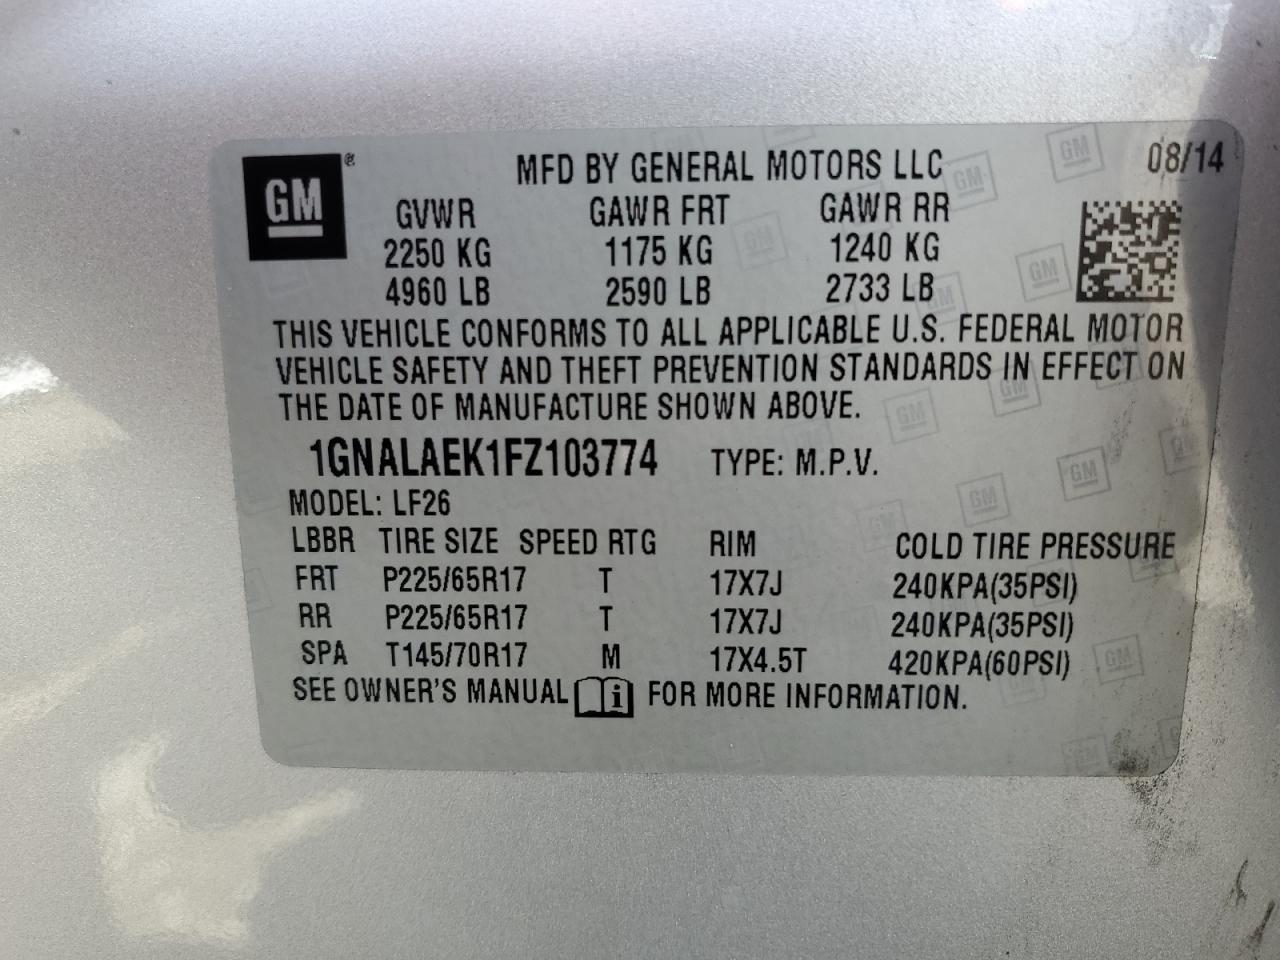 GM®
MFD BY GENERAL MOTORS LLC 08/14
GVWR GAWR FRT GAWR RR
2250 KG 1175 KG 1240 KG
4960 LB 2590 LB 2733 LB
THIS VEHICLE CONFORMS TO ALL APPLICABLE U.S. FEDERAL MOTOR
VEHICLE SAFETY AND THEFT PREVENTION STANDARDS IN EFFECT ON
THE DATE OF MANUFACTURE SHOWN ABOVE.
1GNALAEK1FZ103774 TYPE: M.P.V.
MODEL: LF26
LBBR TIRE SIZE SPEED RTG RIM COLD TIRE PRESSURE
FRT P225/65R17 T 17X7J 240KPA(35PSI)
RR P225/65R17 T 17X7J 240KPA(35PSI)
SPA T145/70R17 M 17X4.5T 420KPA(60PSI)
SEE OWNER'S MANUAL i FOR MORE INFORMATION.